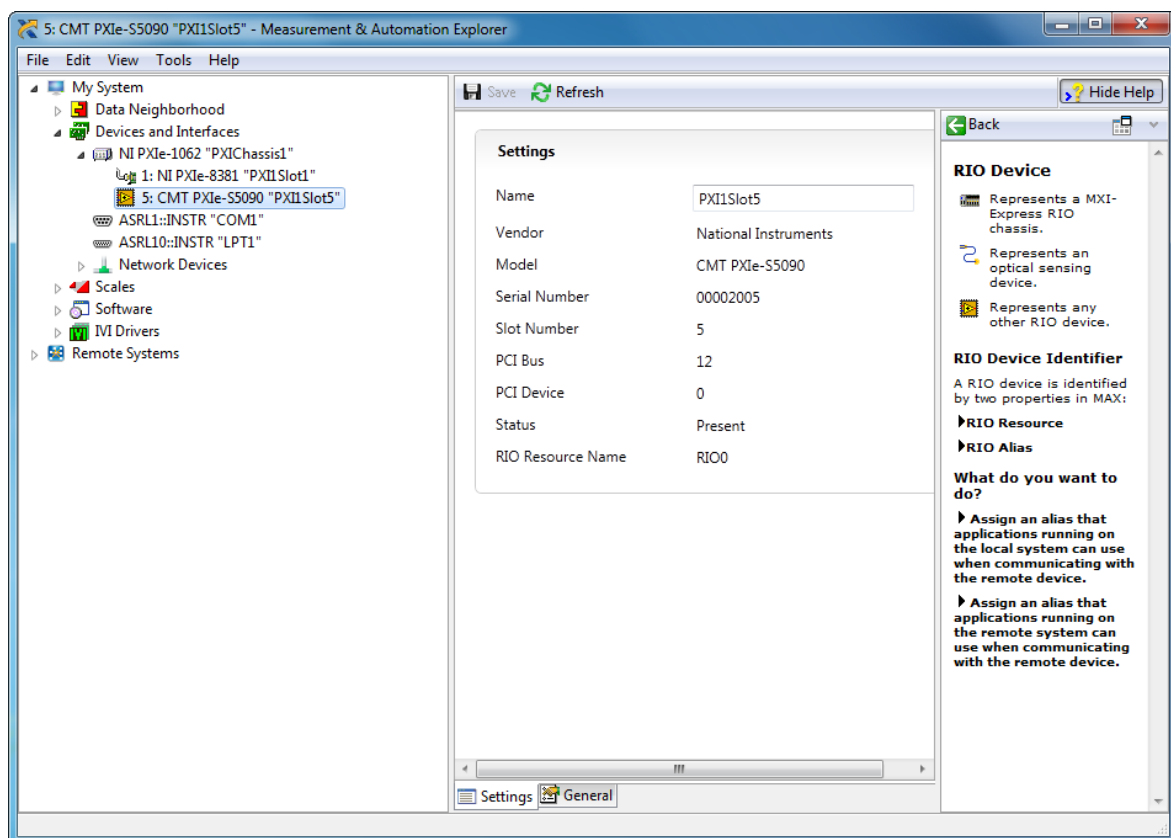 5: CMT PXIe-S5090 "PXI1Slot5" - Measurement & Automation Explorer
File Edit View Tools Help
My System
Data Neighborhood
Devices and Interfaces
NI PXIe-1062 "PXIChassis1"
1: NI PXIe-8381 "PXI1Slot1"
5: CMT PXIe-S5090 "PXI1Slot5"
ASRL1::INSTR "COM1"
ASRL10::INSTR "LPT1"
Network Devices
Scales
Software
IVI Drivers
Remote Systems
Save Refresh
Hide Help
Settings
Name PXI1Slot5
Vendor National Instruments
Model CMT PXIe-S5090
Serial Number 00002005
Slot Number 5
PCI Bus 12
PCI Device 0
Status Present
RIO Resource Name RIO0
Settings General
Back
RIO Device
Represents a MXI-
Express RIO
chassis.
Represents an
optical sensing
device.
Represents any
other RIO device.
RIO Device Identifier
A RIO device is identified
by two properties in MAX:
RIO Resource
RIO Alias
What do you want to
do?
Assign an alias that
applications running on
the local system can use
when communicating with
the remote device.
Assign an alias that
applications running on
the remote system can
use when communicating
with the remote device.